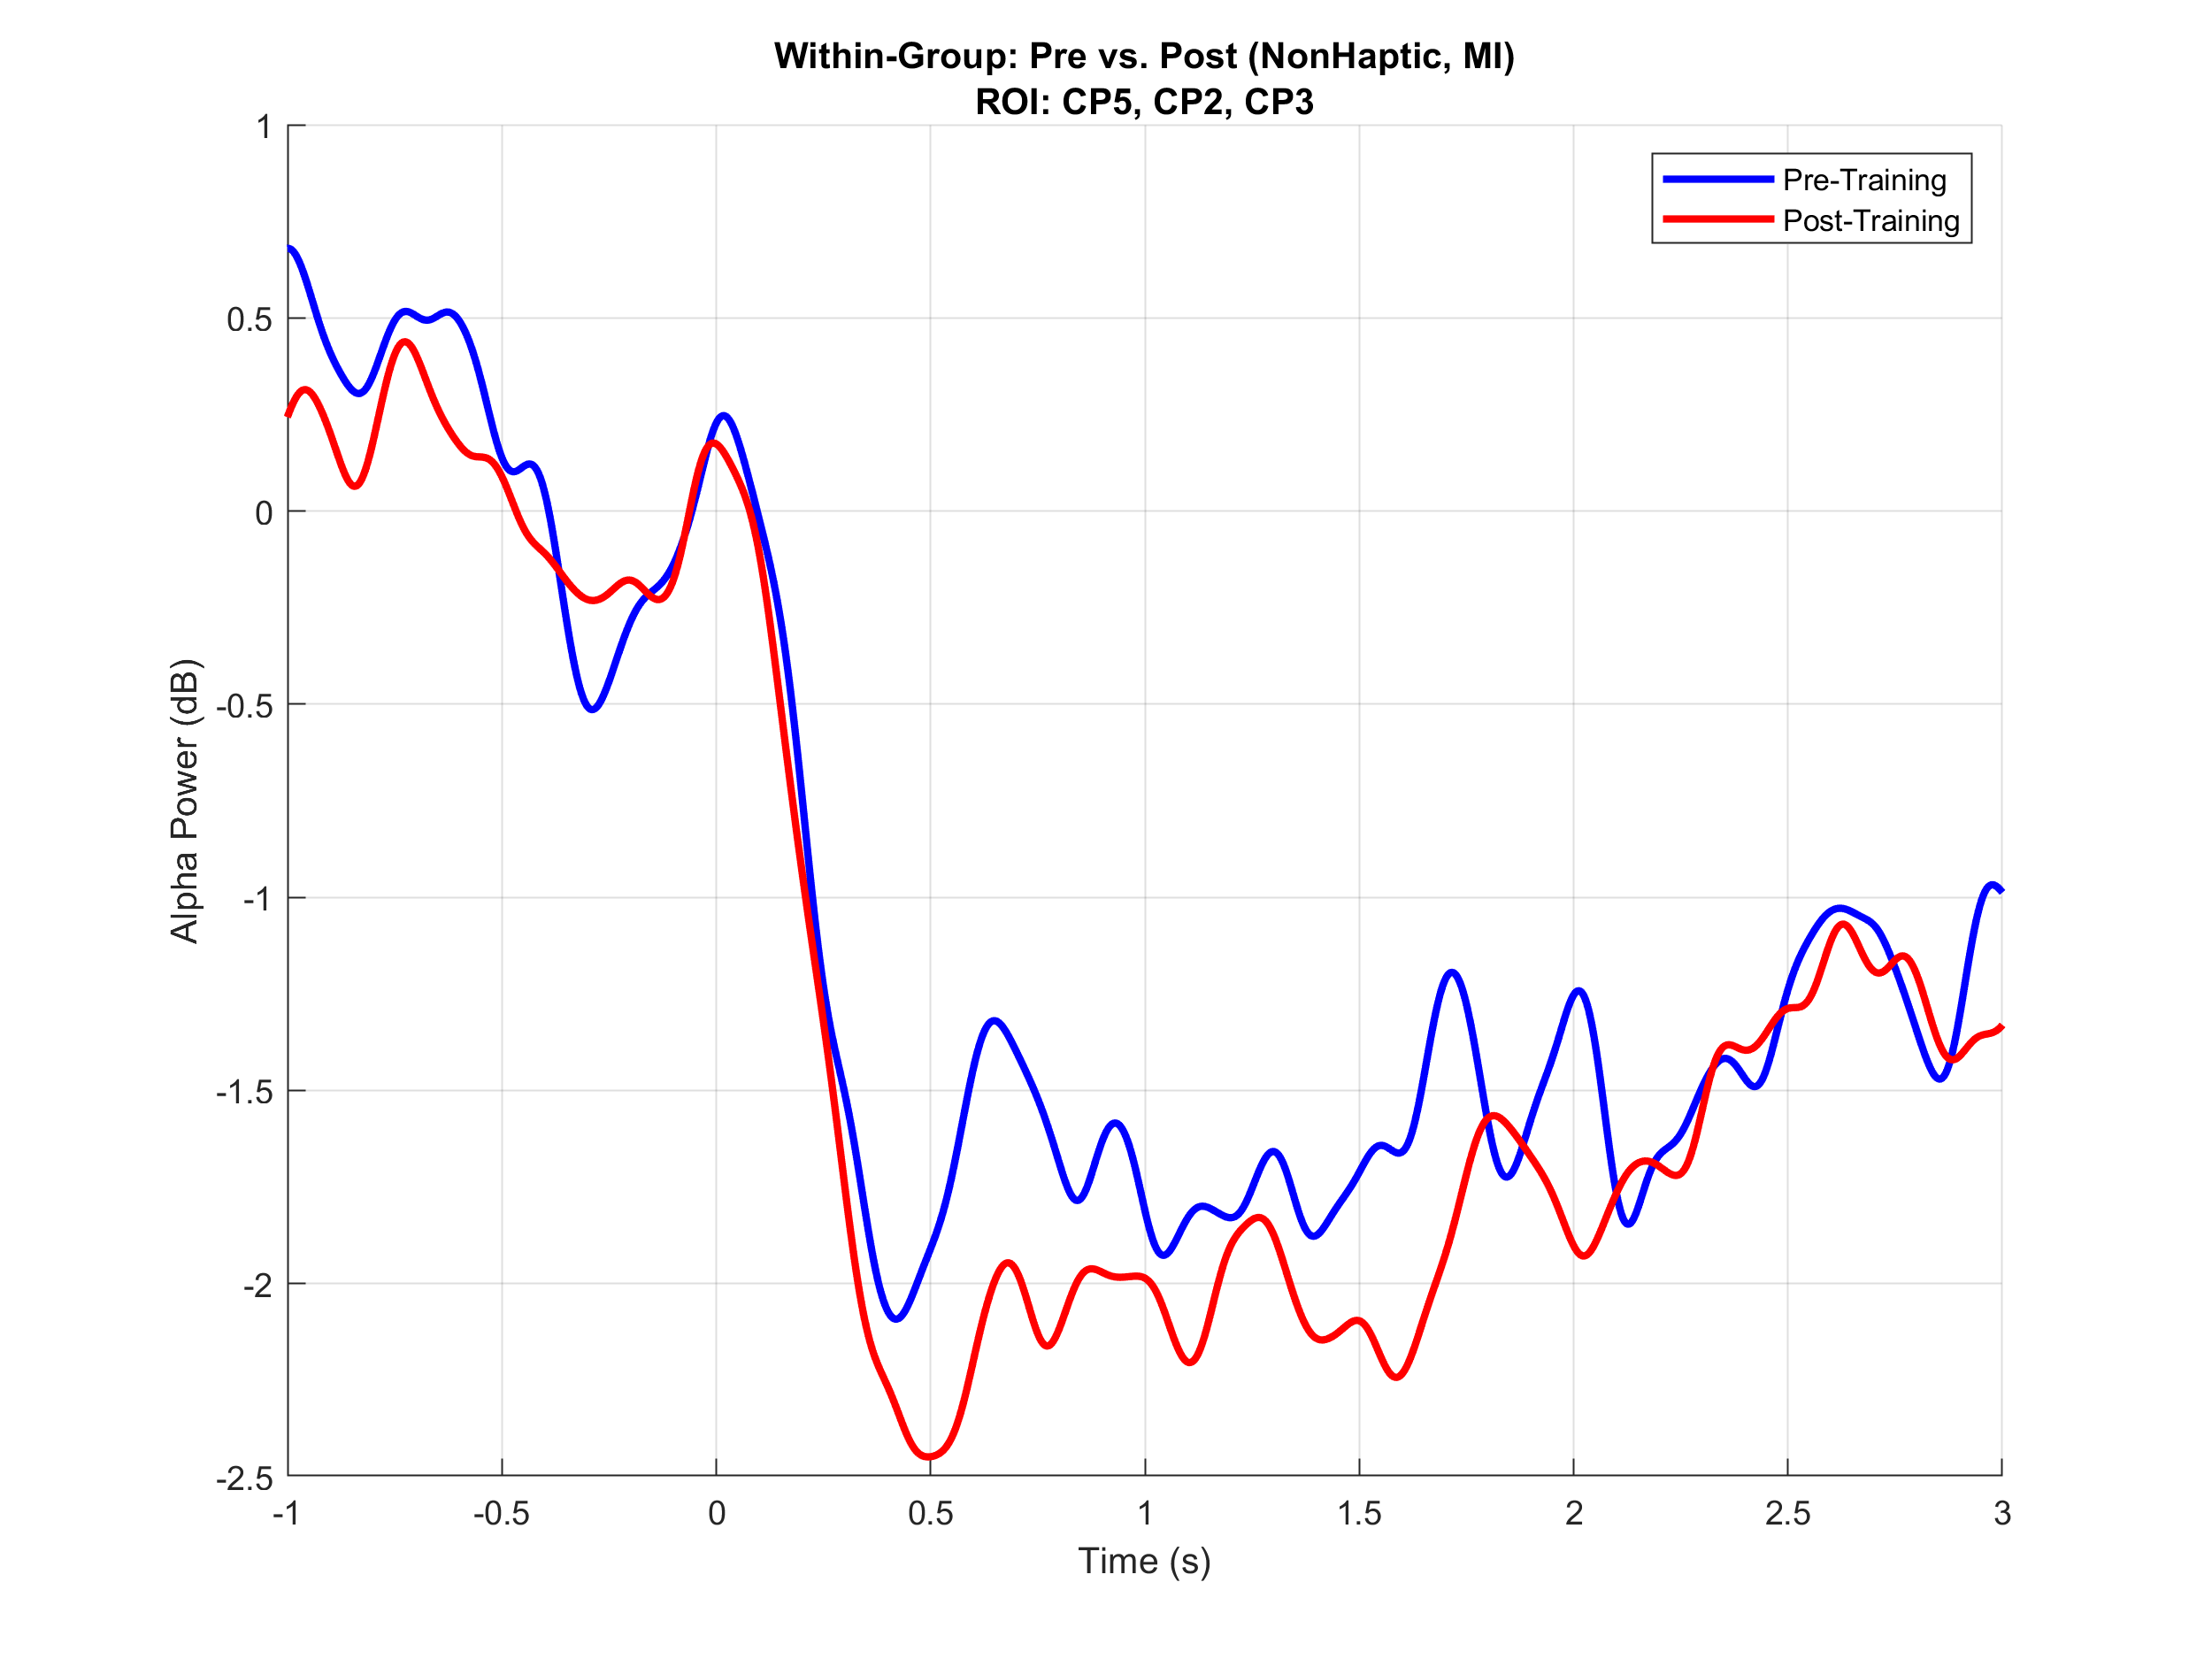 Within-Group: Pre vs. Post (NonHaptic, MI)
ROI: CP5, CP2, CP3
Pre-Training
Post-Training
Alpha Power (dB)
1
0.5
0
-0.5
-1
-1.5
-2
-2.5
-1
-0.5
0
0.5
1
1.5
2
2.5
3
Time (s)